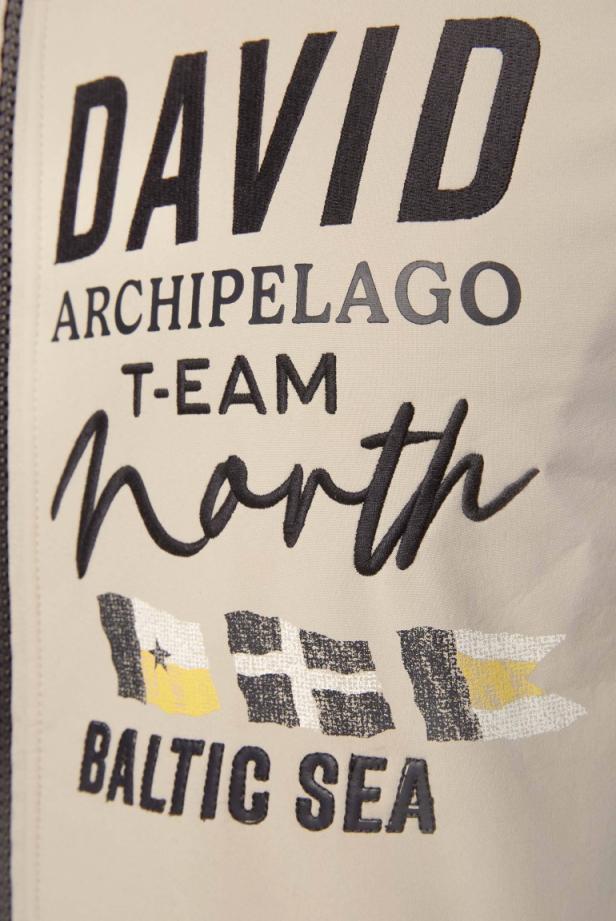 DAVID
ARCHIPELAGO
T-EAM
North
BALTIC SEA